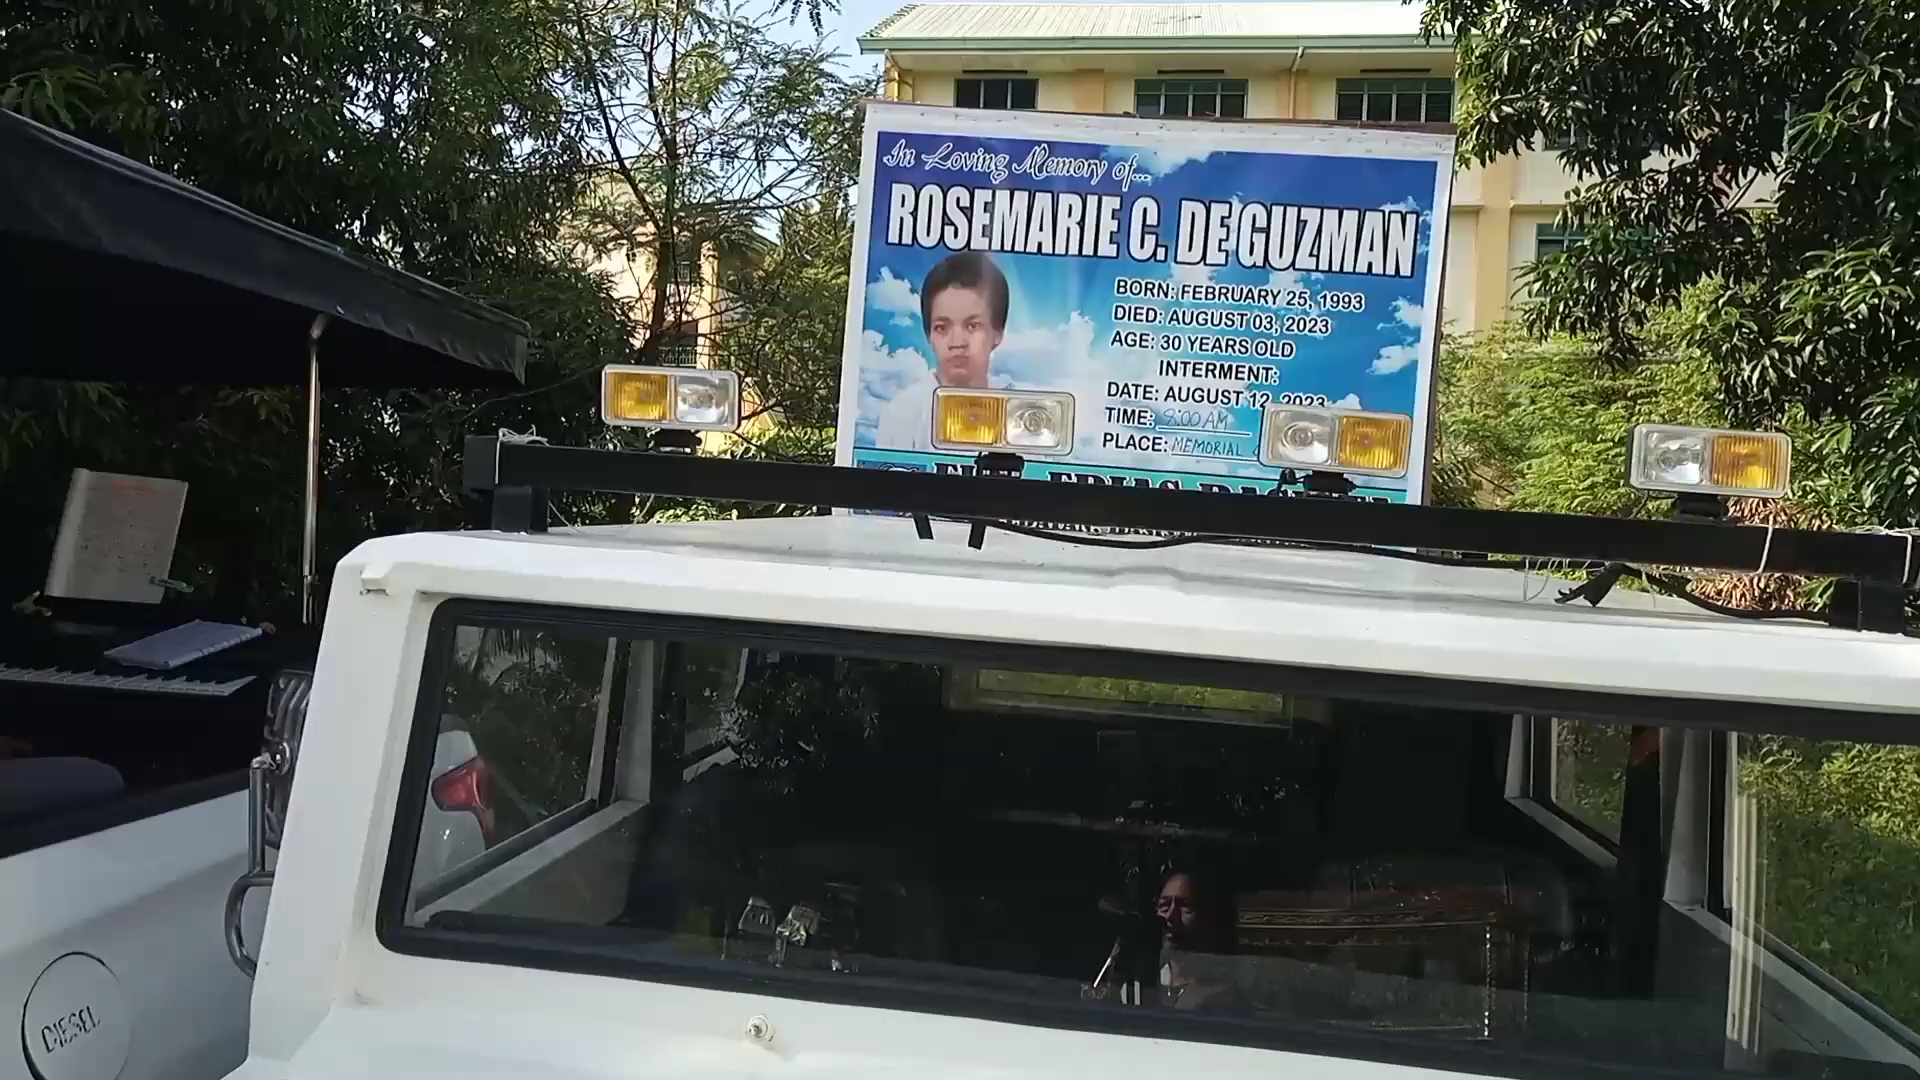 In Loving Memory of...
ROSEMARIE C. DE GUZMAN
BORN: FEBRUARY 25, 1993
DIED: AUGUST 03, 2023
AGE: 30 YEARS OLD
INTERMENT:
DATE: AUGUST 12, 2023
TIME: 8:00 AM
PLACE: MEMORIAL
DIESEL